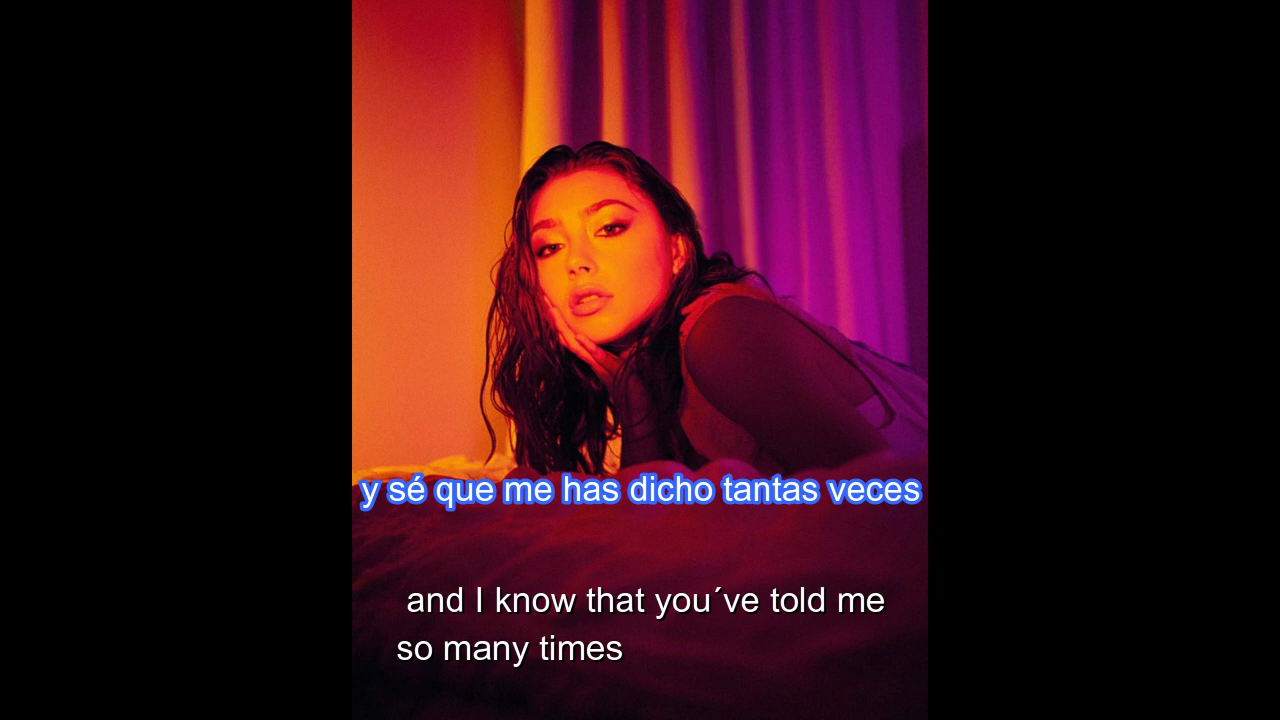 y sé que me has dicho tantas veces
and I know that you´ve told me
so many times